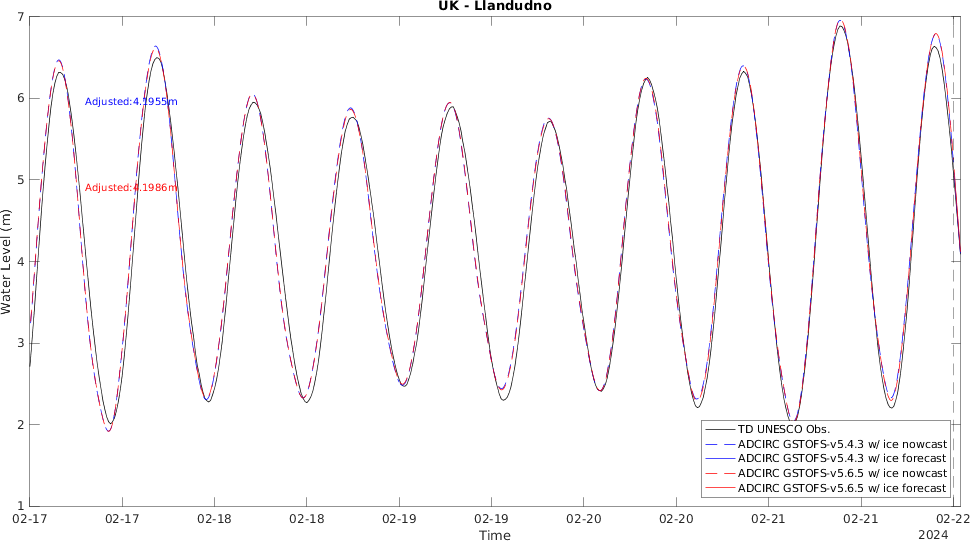 UK - Llandudno
7
6
5
4
3
2
1
Water Level (m)
Adjusted:4.1955m
Adjusted:4.1986m
TD UNESCO Obs.
ADCIRC GSTOFS-v5.4.3 w/ ice nowcast
ADCIRC GSTOFS-v5.4.3 w/ ice forecast
ADCIRC GSTOFS-v5.6.5 w/ ice nowcast
ADCIRC GSTOFS-v5.6.5 w/ ice forecast
02-17 02-17 02-18 02-18 02-19 02-19 02-20 02-20 02-21 02-21 02-22
Time
2024